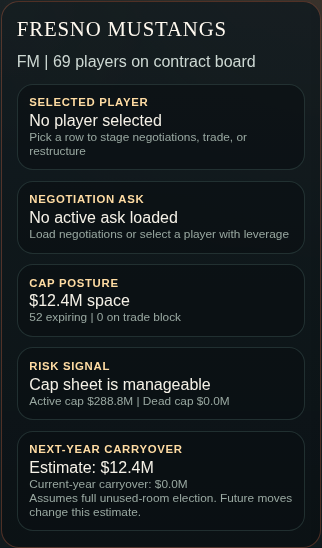 FRESNO MUSTANGS
FM | 69 players on contract board
SELECTED PLAYER
No player selected
Pick a row to stage negotiations, trade, or
restructure
NEGOTIATION ASK
No active ask loaded
Load negotiations or select a player with leverage
CAP POSTURE
$12.4M space
52 expiring | 0 on trade block
RISK SIGNAL
Cap sheet is manageable
Active cap $288.8M | Dead cap $0.0M
NEXT-YEAR CARRYOVER
Estimate: $12.4M
Current-year carryover: $0.0M
Assumes full unused-room election. Future moves
change this estimate.